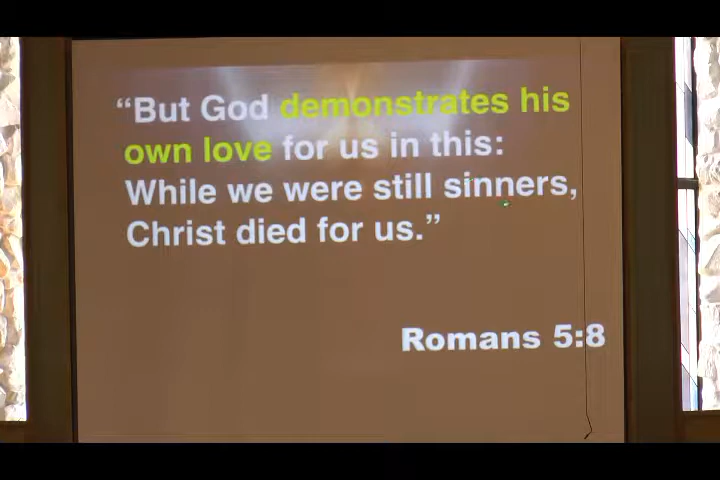 “But God demonstrates his
own love for us in this:
While we were still sinners,
Christ died for us.”
Romans 5:8